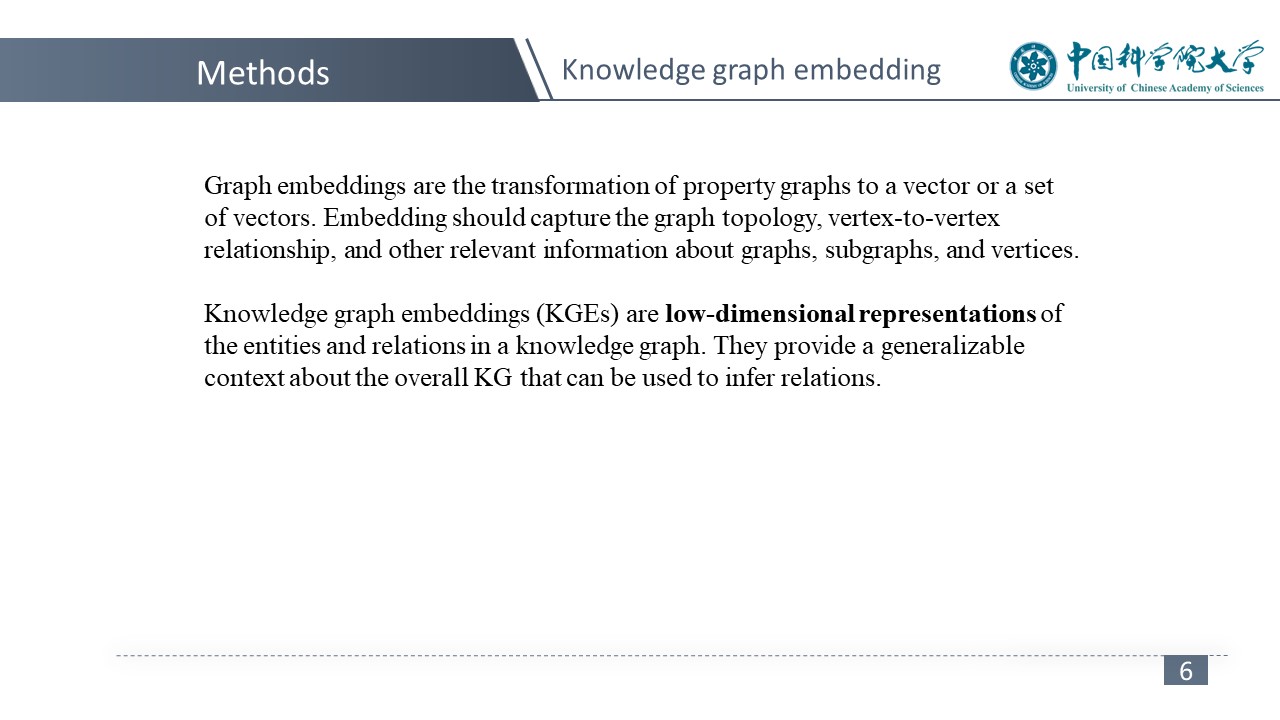 Methods
Knowledge graph embedding
中国科学院大学
University of Chinese Academy of Sciences
Graph embeddings are the transformation of property graphs to a vector or a set
of vectors. Embedding should capture the graph topology, vertex-to-vertex
relationship, and other relevant information about graphs, subgraphs, and vertices.
Knowledge graph embeddings (KGEs) are low-dimensional representations of
the entities and relations in a knowledge graph. They provide a generalizable
context about the overall KG that can be used to infer relations.
6